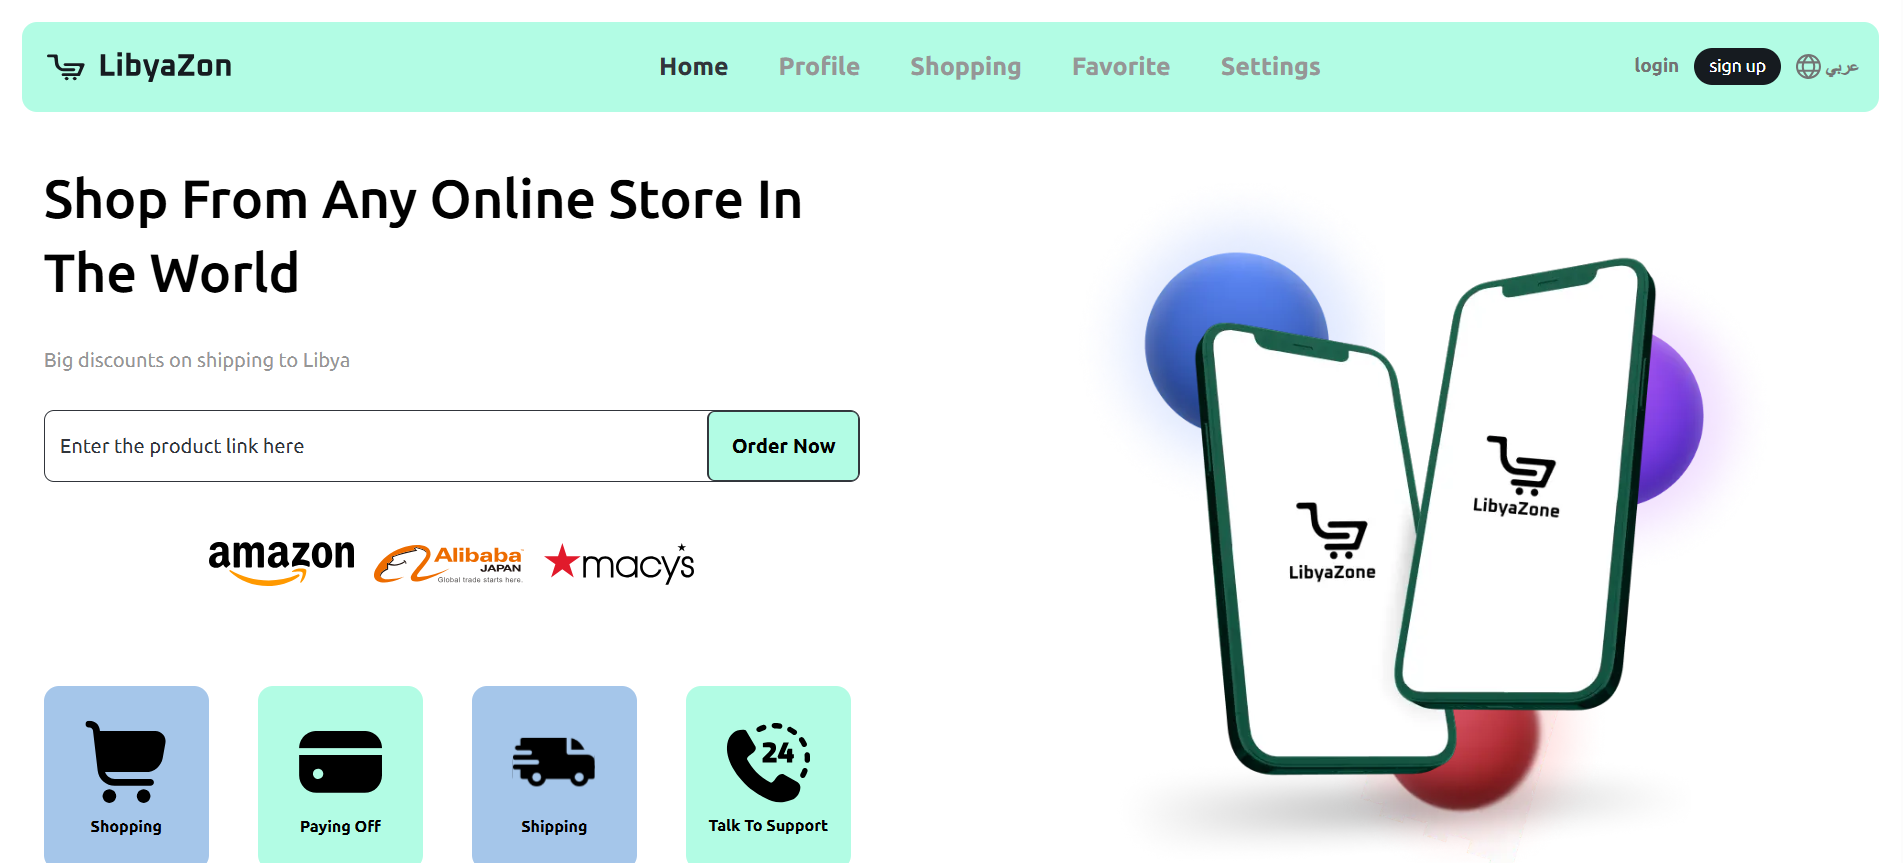 LibyaZon
Home Profile Shopping Favorite Settings
login sign up عربي
Shop From Any Online Store In
The World
Big discounts on shipping to Libya
Enter the product link here
Order Now
amazon
Alibaba
JAPAN
Global trade starts here.
macy's
LibyaZone
LibyaZone
24
Shopping
Paying Off
Shipping
Talk To Support